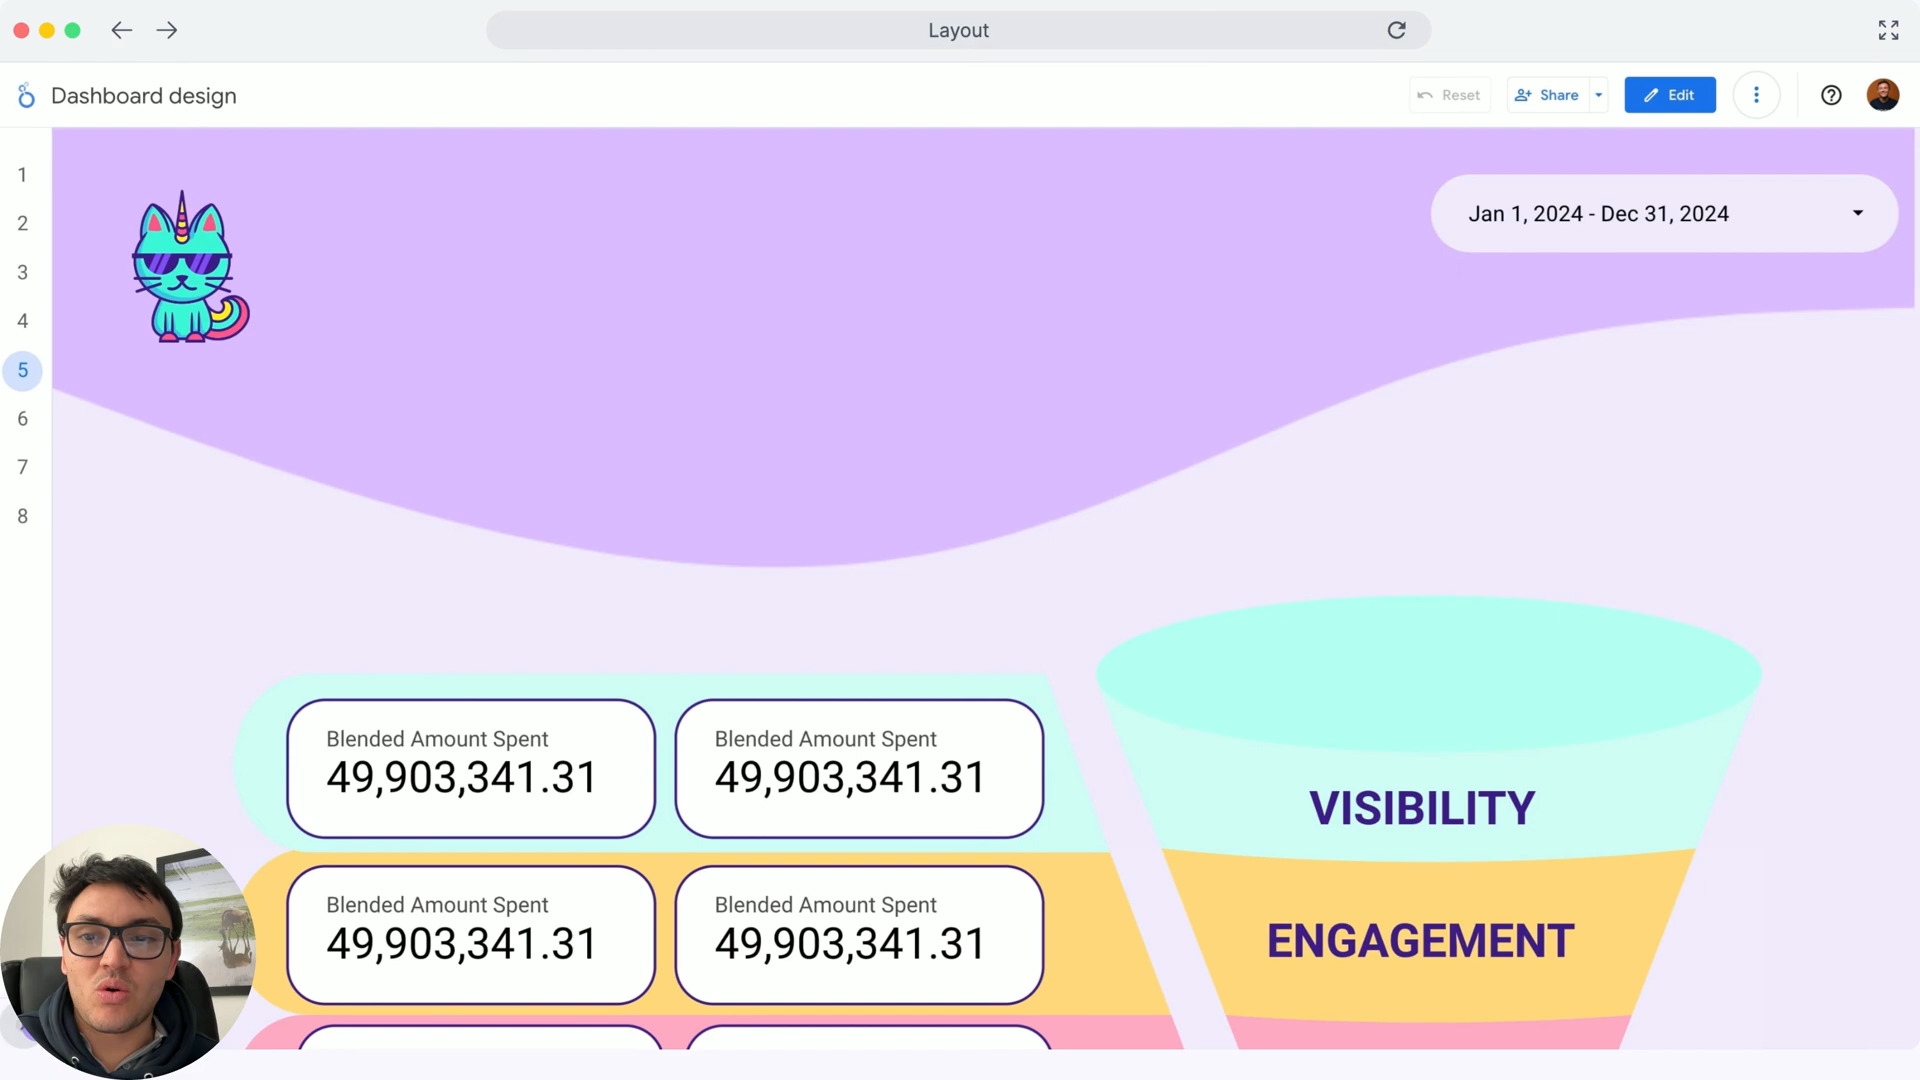 Layout
Dashboard design
Reset
Share
Edit
1
2
3
4
5
6
7
8
Jan 1, 2024 - Dec 31, 2024
Blended Amount Spent
49,903,341.31
Blended Amount Spent
49,903,341.31
VISIBILITY
Blended Amount Spent
49,903,341.31
Blended Amount Spent
49,903,341.31
ENGAGEMENT